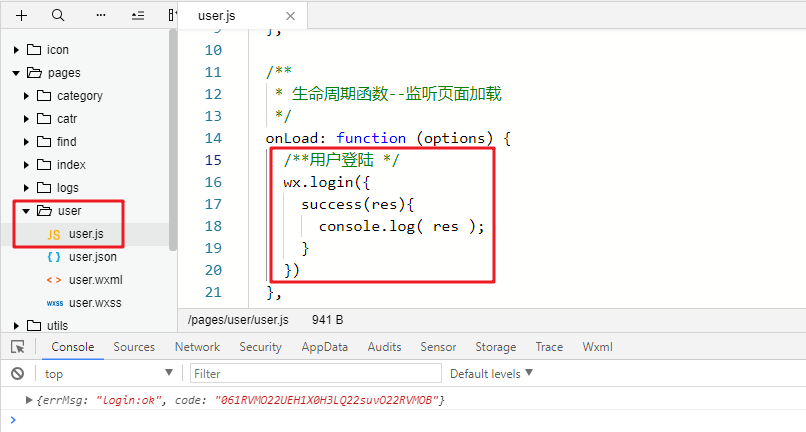 user.js
icon
pages
category
catr
find
index
logs
user
user.js
user.json
user.wxml
wxss user.wxss
utils
9 },
10
11 /**
12 * 生命周期函数--监听页面加载
13 */
14 onLoad: function (options) {
15 /**用户登陆 */
16 wx.login({
17 success(res){
18 console.log( res );
19 }
20 })
21 },
/pages/user/user.js 941 B
Console Sources Network Security AppData Audits Sensor Storage Trace Wxml
top Filter Default levels
{errMsg: "login:ok", code: "061RVMO22UEH1X0H3LQ22suvO22RVMOB"}